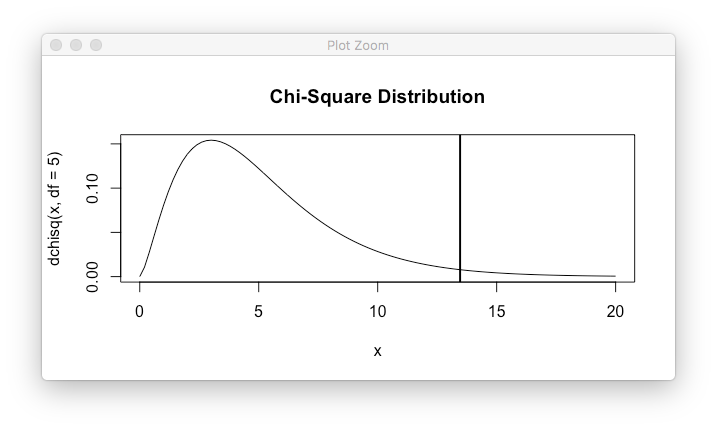 Plot Zoom
Chi-Square Distribution
dchisq(x, df = 5)
0.10
0.00
0 5 10 15 20
x